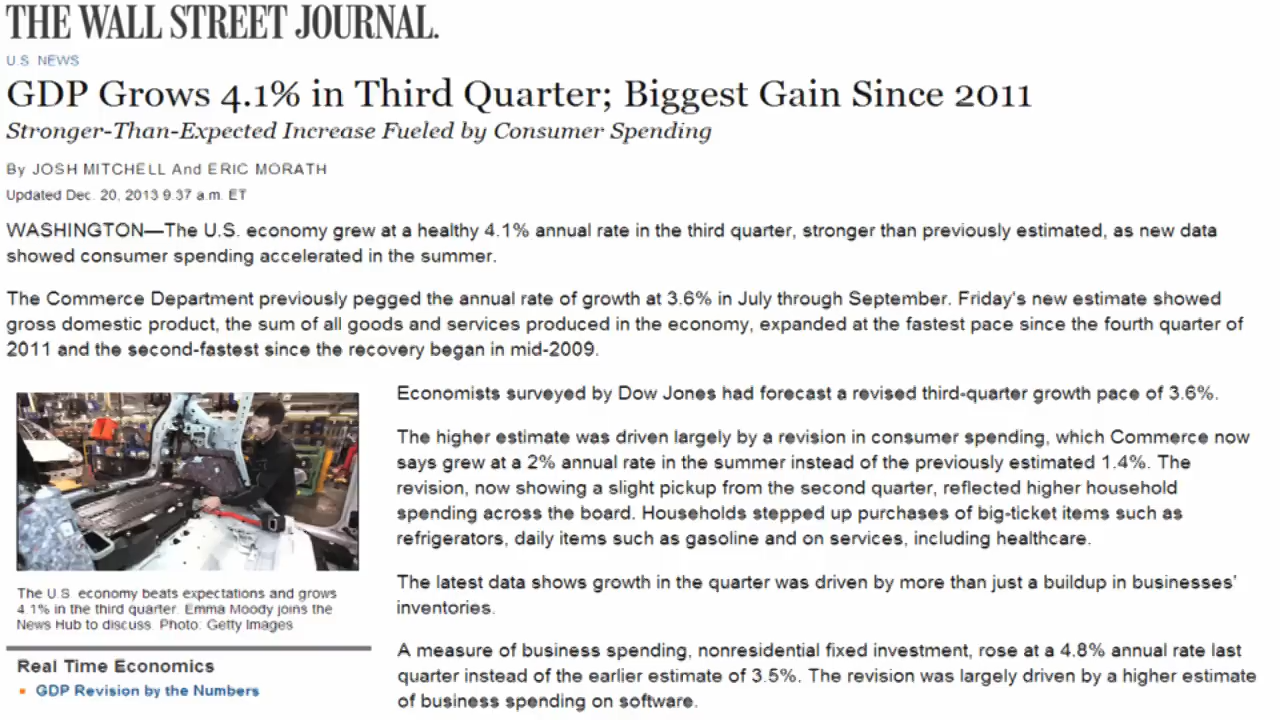 THE WALL STREET JOURNAL.
U.S. NEWS
GDP Grows 4.1% in Third Quarter; Biggest Gain Since 2011
Stronger-Than-Expected Increase Fueled by Consumer Spending
By JOSH MITCHELL And ERIC MORATH
Updated Dec. 20, 2013 9:37 a.m. ET
WASHINGTON—The U.S. economy grew at a healthy 4.1% annual rate in the third quarter, stronger than previously estimated, as new data
showed consumer spending accelerated in the summer.
The Commerce Department previously pegged the annual rate of growth at 3.6% in July through September. Friday's new estimate showed
gross domestic product, the sum of all goods and services produced in the economy, expanded at the fastest pace since the fourth quarter of
2011 and the second-fastest since the recovery began in mid-2009.
Economists surveyed by Dow Jones had forecast a revised third-quarter growth pace of 3.6%.
The higher estimate was driven largely by a revision in consumer spending, which Commerce now
says grew at a 2% annual rate in the summer instead of the previously estimated 1.4%. The
revision, now showing a slight pickup from the second quarter, reflected higher household
spending across the board. Households stepped up purchases of big-ticket items such as
refrigerators, daily items such as gasoline and on services, including healthcare.
The latest data shows growth in the quarter was driven by more than just a buildup in businesses'
inventories.
A measure of business spending, nonresidential fixed investment, rose at a 4.8% annual rate last
quarter instead of the earlier estimate of 3.5%. The revision was largely driven by a higher estimate
of business spending on software.
The U.S. economy beats expectations and grows
4.1% in the third quarter. Emma Moody joins the
News Hub to discuss. Photo: Getty Images
Real Time Economics
GDP Revision by the Numbers